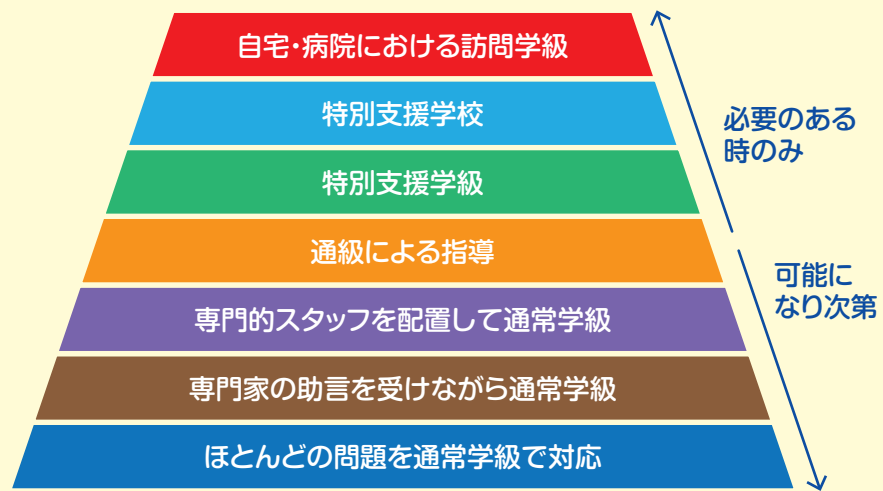 自宅・病院における訪問学級
特別支援学校
特別支援学級
通級による指導
専門的スタッフを配置して通常学級
専門家の助言を受けながら通常学級
ほとんどの問題を通常学級で対応
必要のある
時のみ
可能に
なり次第